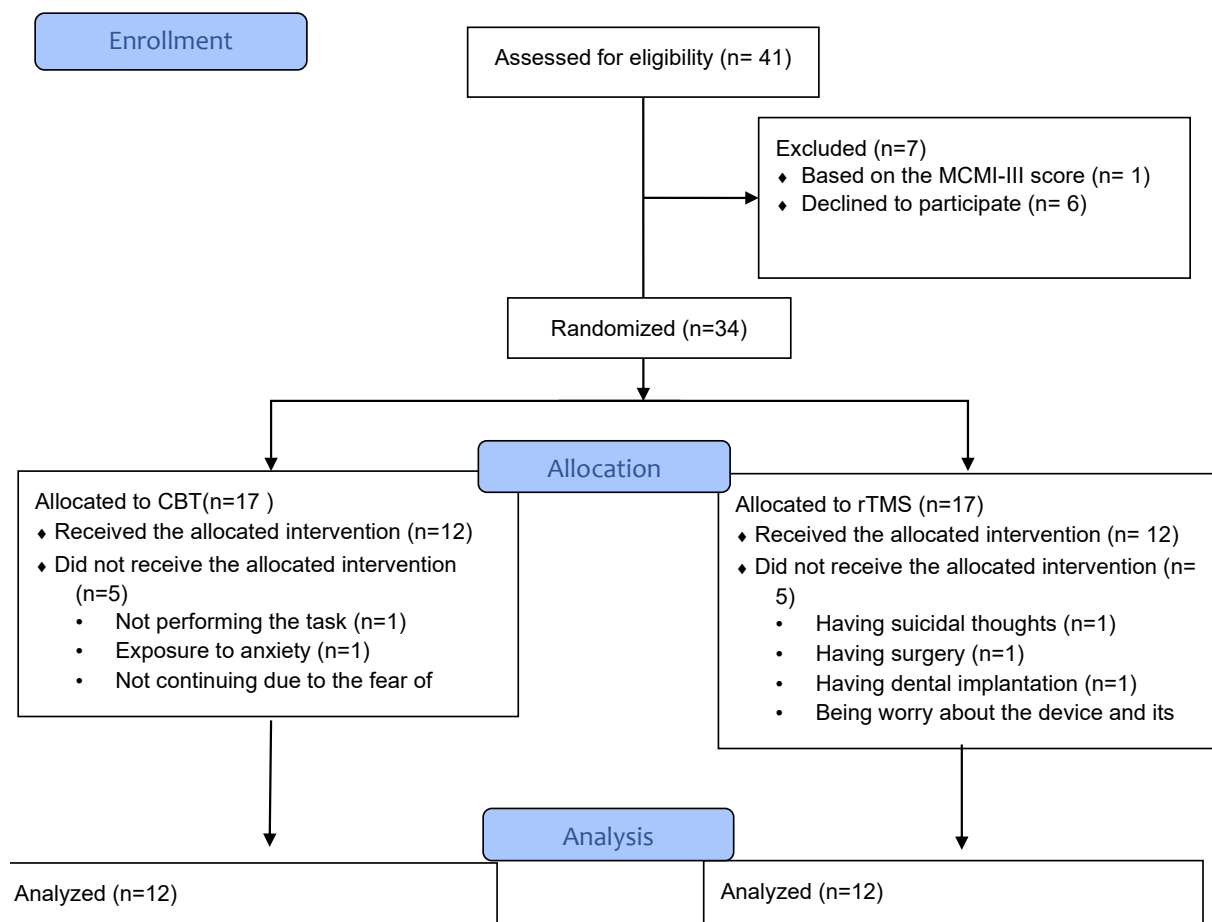 Enrollment
Assessed for eligibility (n= 41)
Excluded (n=7)
♦ Based on the MCMI-III score (n= 1)
♦ Declined to participate (n= 6)
Randomized (n=34)
Allocation
Allocated to CBT(n=17 )
♦ Received the allocated intervention (n=12)
♦ Did not receive the allocated intervention
(n=5)
• Not performing the task (n=1)
• Exposure to anxiety (n=1)
• Not continuing due to the fear of
Allocated to rTMS (n=17)
♦ Received the allocated intervention (n= 12)
♦ Did not receive the allocated intervention (n=
5)
• Having suicidal thoughts (n=1)
• Having surgery (n=1)
• Having dental implantation (n=1)
• Being worry about the device and its
Analysis
Analyzed (n=12)
Analyzed (n=12)